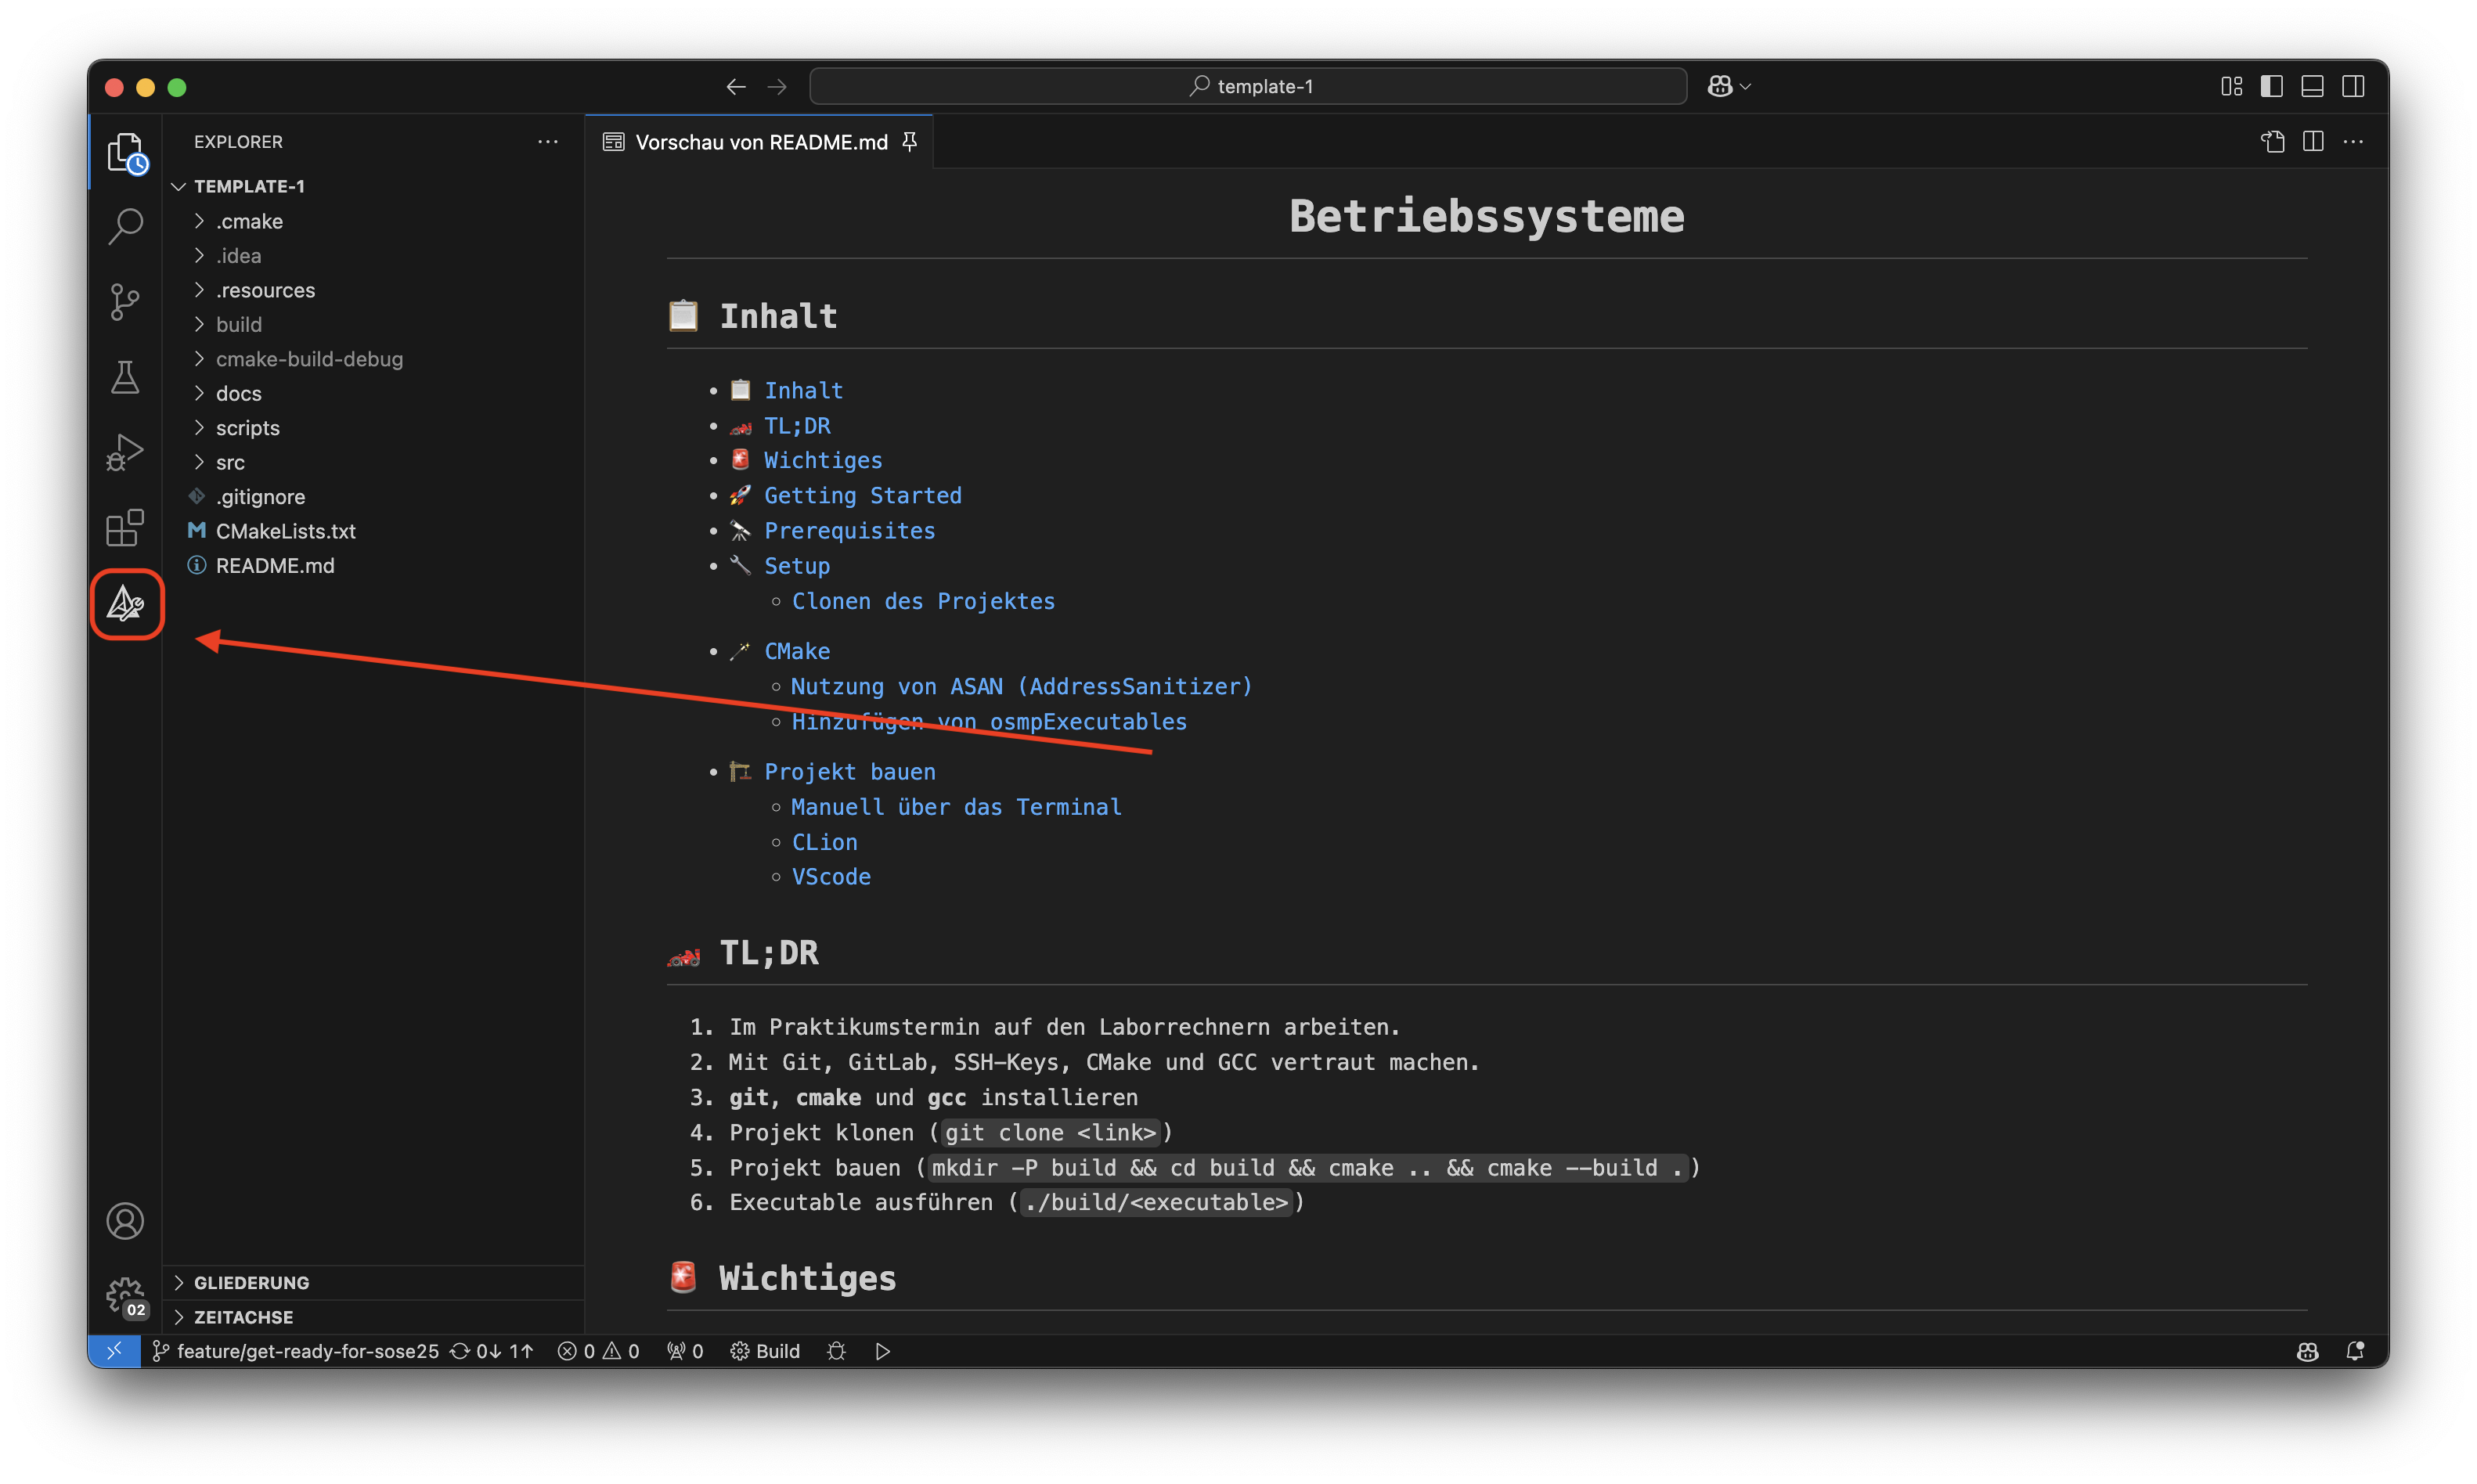 template-1
EXPLORER
TEMPLATE-1
.cmake
.idea
.resources
build
cmake-build-debug
docs
scripts
src
.gitignore
CMakeLists.txt
README.md
GLIEDERUNG
ZEITACHSE
02
Vorschau von README.md
Betriebssysteme
Inhalt
Inhalt
TL;DR
Wichtiges
Getting Started
Prerequisites
Setup
Clonen des Projektes
CMake
Nutzung von ASAN (AddressSanitizer)
Hinzufügen von osmpExecutables
Projekt bauen
Manuell über das Terminal
CLion
VScode
TL;DR
1. Im Praktikumstermin auf den Laborrechnern arbeiten.
2. Mit Git, GitLab, SSH-Keys, CMake und GCC vertraut machen.
3. git, cmake und gcc installieren
4. Projekt klonen (git clone <link>)
5. Projekt bauen (mkdir -P build && cd build && cmake .. && cmake --build .)
6. Executable ausführen (./build/<executable>)
Wichtiges
feature/get-ready-for-sose25 0↓ 1↑ 0 0 0 Build